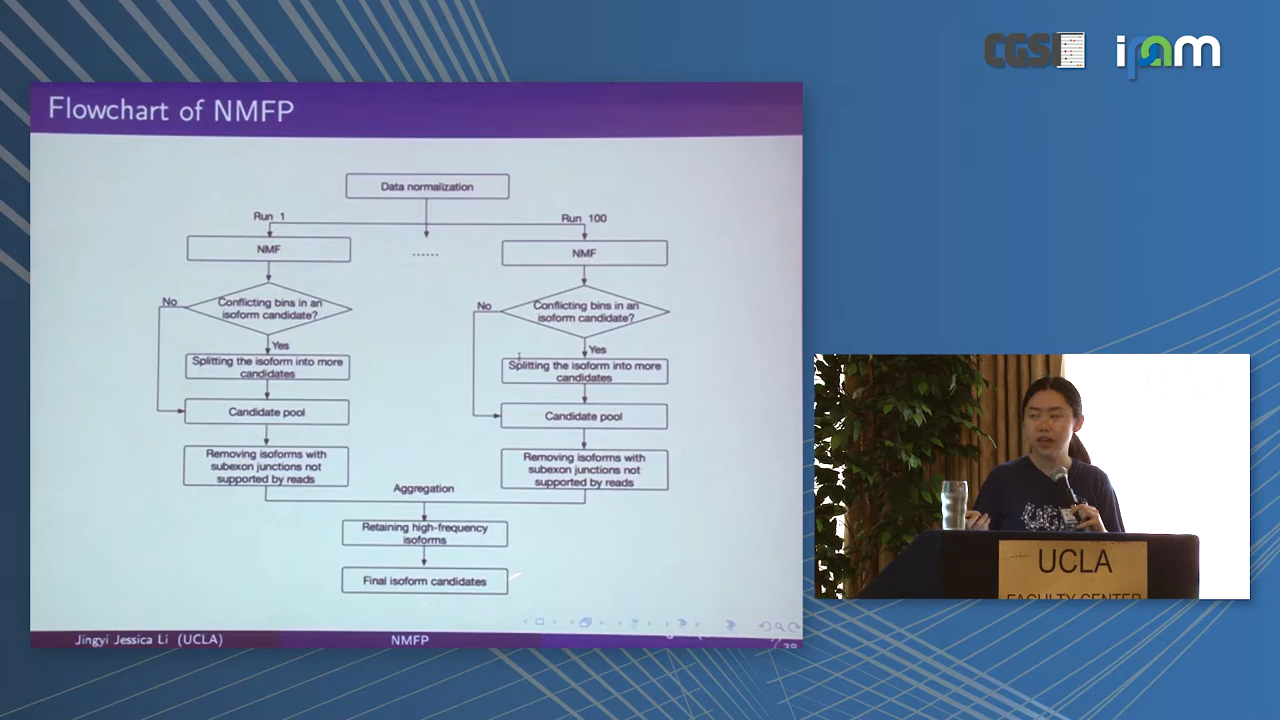 CGSI
ipam
Flowchart of NMFP
Data normalization
Run 1
Run 100
NMF
......
NMF
No
Conflicting bins in an
isoform candidate?
No
Conflicting bins in an
isoform candidate?
Yes
Yes
Splitting the isoform into more
candidates
Splitting the isoform into more
candidates
Candidate pool
Candidate pool
Removing isoforms with
subexon junctions not
supported by reads
Removing isoforms with
subexon junctions not
supported by reads
Aggregation
Retaining high-frequency
isoforms
Final isoform candidates
Jingyi Jessica Li (UCLA)
NMFP
UCLA
FACULTY CENTER